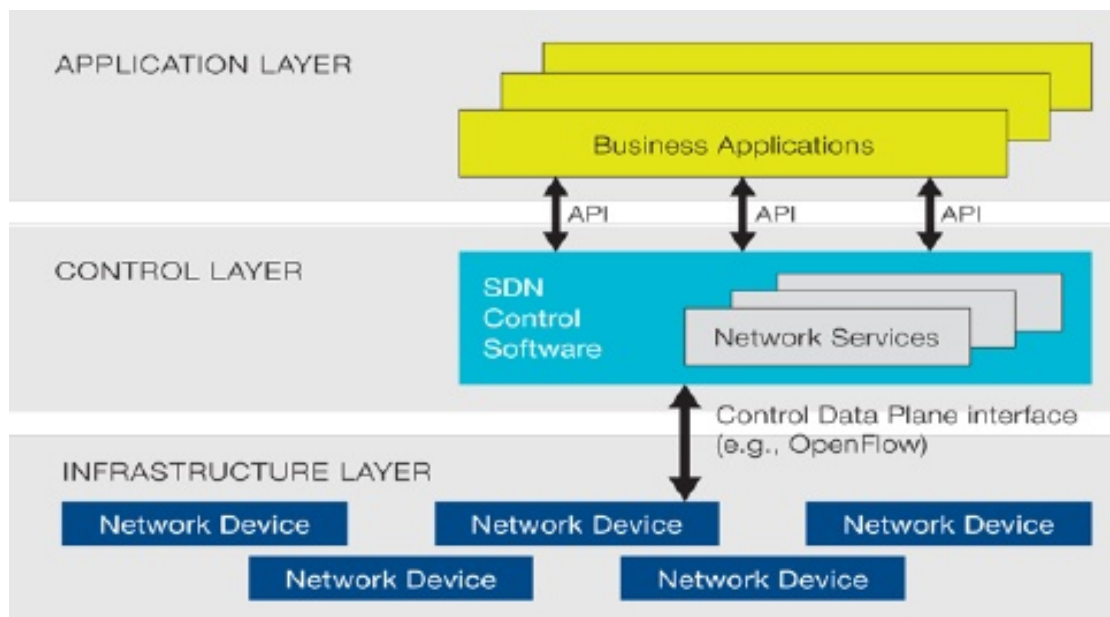 APPLICATION LAYER
Business Applications
API
API
API
CONTROL LAYER
SDN
Control
Software
Network Services
Control Data Plane interface
(e.g., OpenFlow)
INFRASTRUCTURE LAYER
Network Device
Network Device
Network Device
Network Device
Network Device